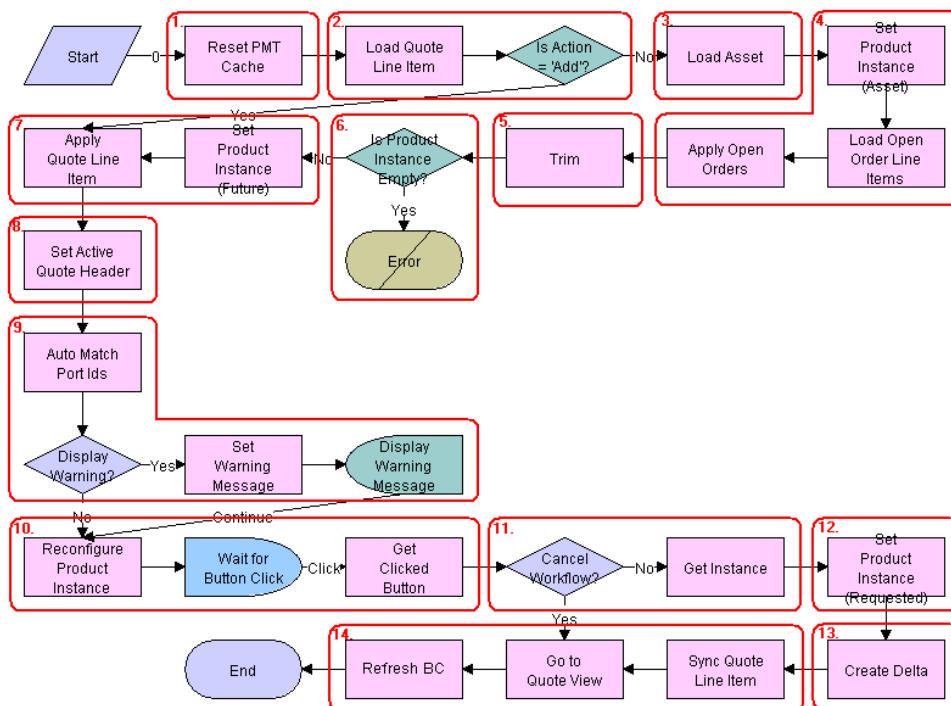 Start
0
1.
Reset PMT
Cache
2.
Load Quote
Line Item
Is Action
= 'Add'?
No
3.
Load Asset
4.
Set
Product
Instance
(Asset)
Yes
7
Apply
Quote Line
Item
Set
Product
Instance
(Future)
No
6.
Is Product
Instance
Empty?
Yes
Error
5.
Trim
Apply Open
Orders
Load Open
Order Line
Items
8
Set Active
Quote Header
9.
Auto Match
Port Ids
Display
Warning?
Yes
Set
Warning
Message
Display
Warning
Message
No
Continue
10.
Reconfigure
Product
Instance
Wait for
Button Click
Click
Get
Clicked
Button
11.
Cancel
Workflow?
No
Get Instance
12.
Set
Product
Instance
(Requested)
Yes
End
14.
Refresh BC
Go to
Quote View
Sync Quote
Line Item
13.
Create Delta